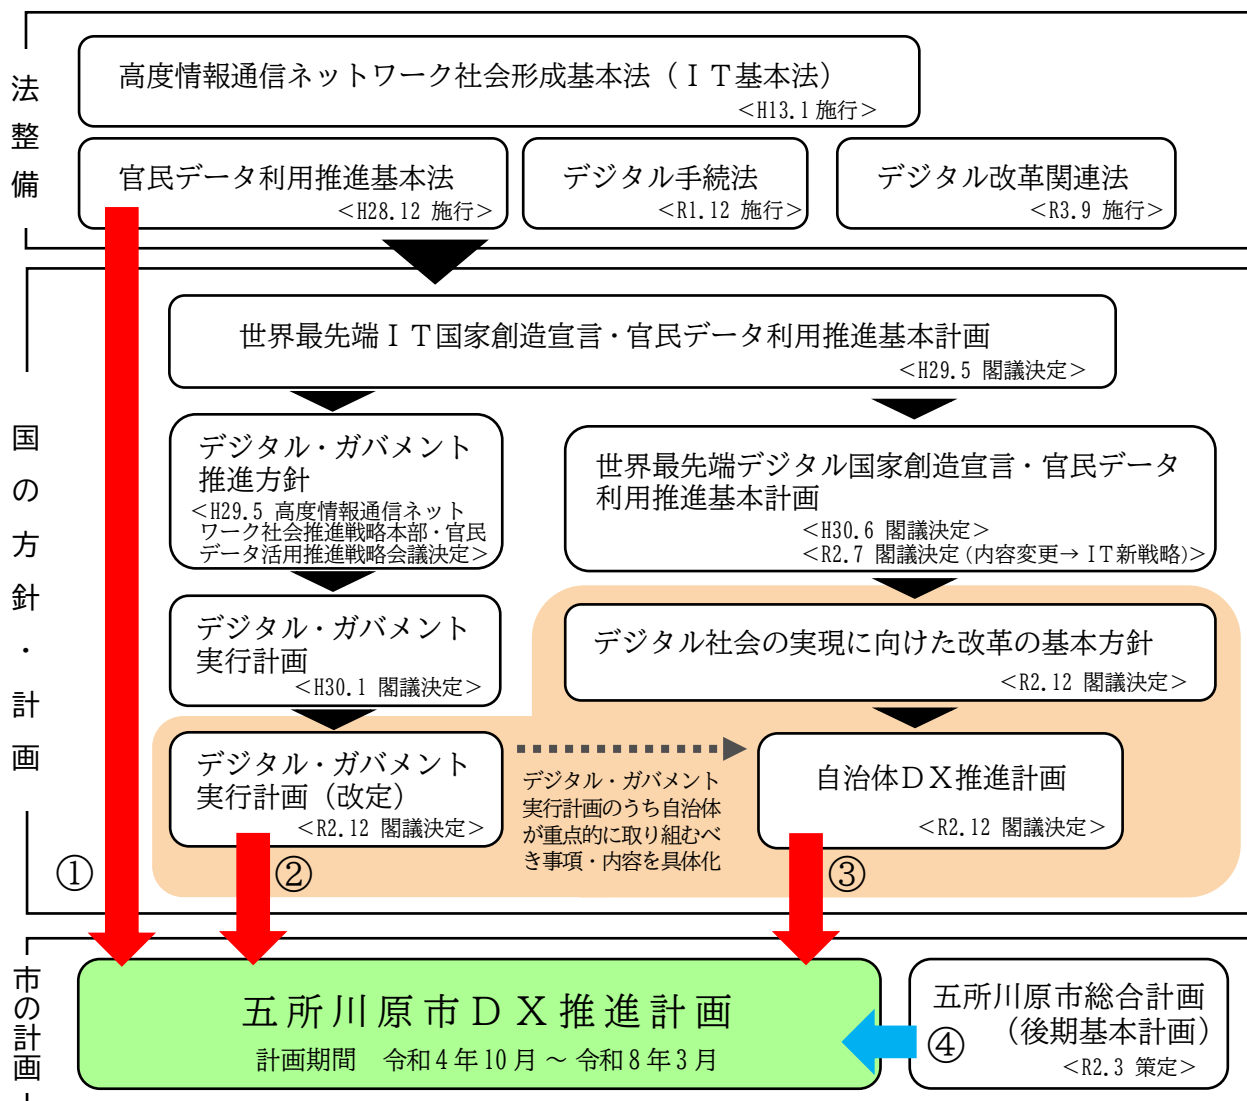 法整備
高度情報通信ネットワーク社会形成基本法（ＩＴ基本法）
<H13.1 施行>
官民データ利用推進基本法
<H28.12 施行>
デジタル手続法
<R1.12 施行>
デジタル改革関連法
<R3.9 施行>
国の方針・計画
世界最先端ＩＴ国家創造宣言・官民データ利用推進基本計画
<H29.5 閣議決定>
デジタル・ガバメント
推進方針
<H29.5 高度情報通信ネット
ワーク社会推進戦略本部・官民
データ活用推進戦略会議決定>
世界最先端デジタル国家創造宣言・官民データ
利用推進基本計画
<H30.6 閣議決定>
<R2.7 閣議決定(内容変更→ＩＴ新戦略)>
デジタル・ガバメント
実行計画
<H30.1 閣議決定>
デジタル社会の実現に向けた改革の基本方針
<R2.12 閣議決定>
デジタル・ガバメント
実行計画（改定）
<R2.12 閣議決定>
デジタル・ガバメント
実行計画のうち自治体
が重点的に取り組むべ
き事項・内容を具体化
自治体ＤＸ推進計画
<R2.12 閣議決定>
①
②
③
市の計画
五所川原市ＤＸ推進計画
計画期間　令和４年10月～令和８年３月
④
五所川原市総合計画
（後期基本計画）
<R2.3 策定>